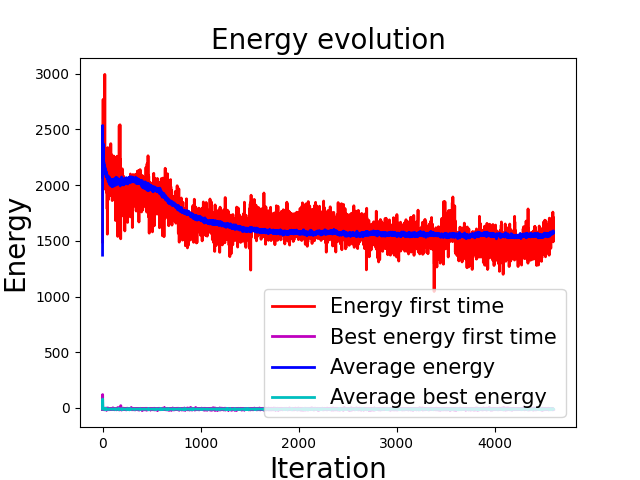 Energy evolution
3000
2500
2000
1500
1000
500
0
Energy
Energy first time
Best energy first time
Average energy
Average best energy
0 1000 2000 3000 4000
Iteration